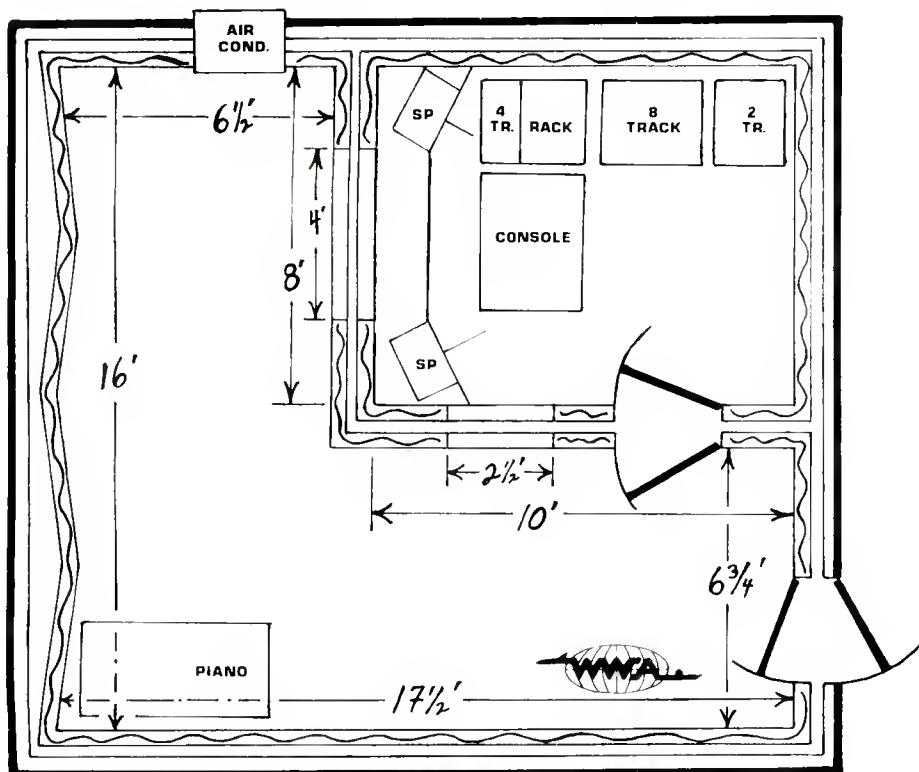 AIR
COND.
6½'
SP
4
TR.
RACK
8
TRACK
2
TR.
4'
8'
CONSOLE
16'
SP
2½'
10'
6¾'
PIANO
17½'